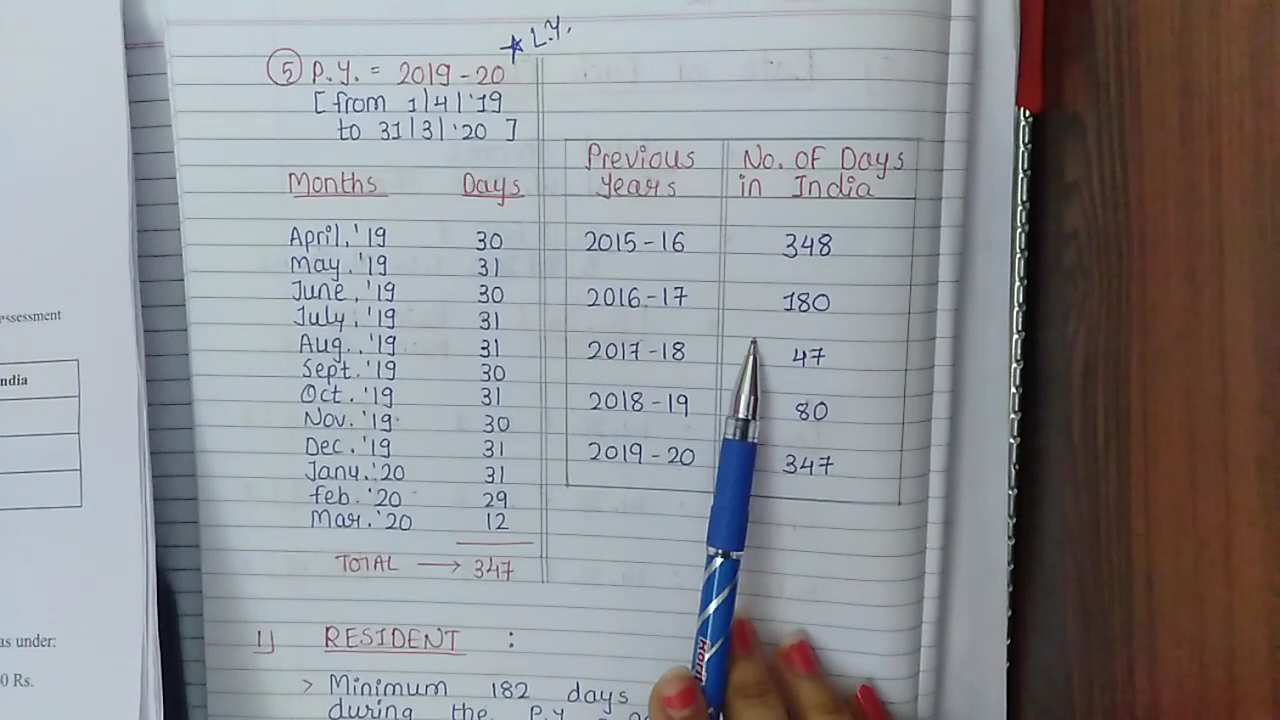 * L.Y.
⑤ P.Y. = 2019-20
[from 1|4|'19
to 31|3|'20 ]
Months Days
April.'19 30
May.'19 31
June.'19 30
July.'19 31
Aug..'19 31
Sept.'19 30
Oct.'19 31
Nov.'19 30
Dec.'19 31
Janu.'20 31
feb.'20 29
Mar.'20 12
TOTAL → 347
Previous Years No. of Days in India
2015-16 348
2016-17 180
2017-18 47
2018-19 80
2019-20 347
1) RESIDENT :
> Minimum 182 days
during the P.Y.
ssessment
ndia
as under:
0 Rs.